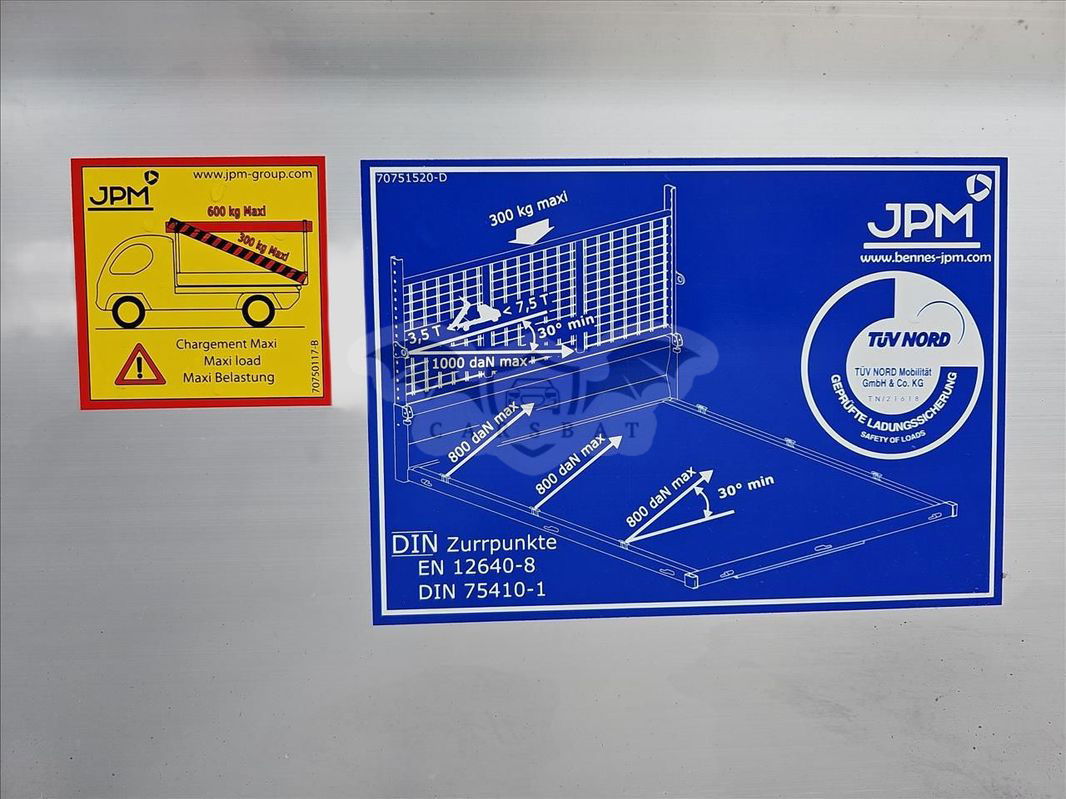 www.jpm-group.com
JPM
600 kg Maxi
300 kg Maxi
Chargement Maxi
Maxi load
Maxi Belastung
70750117-B
70751520-D
300 kg maxi
JPM
www.bennes-jpm.com
3,5 T < < 7,5 T
30° min
1000 daN max
TÜV NORD
TÜV NORD Mobilität
GmbH & Co. KG
TN/21618
GEPRÜFTE LADUNGSSICHERUNG
SAFETY OF LOADS
CARSBAT
800 daN max
800 daN max
800 daN max
30° min
DIN Zurrpunkte
EN 12640-8
DIN 75410-1